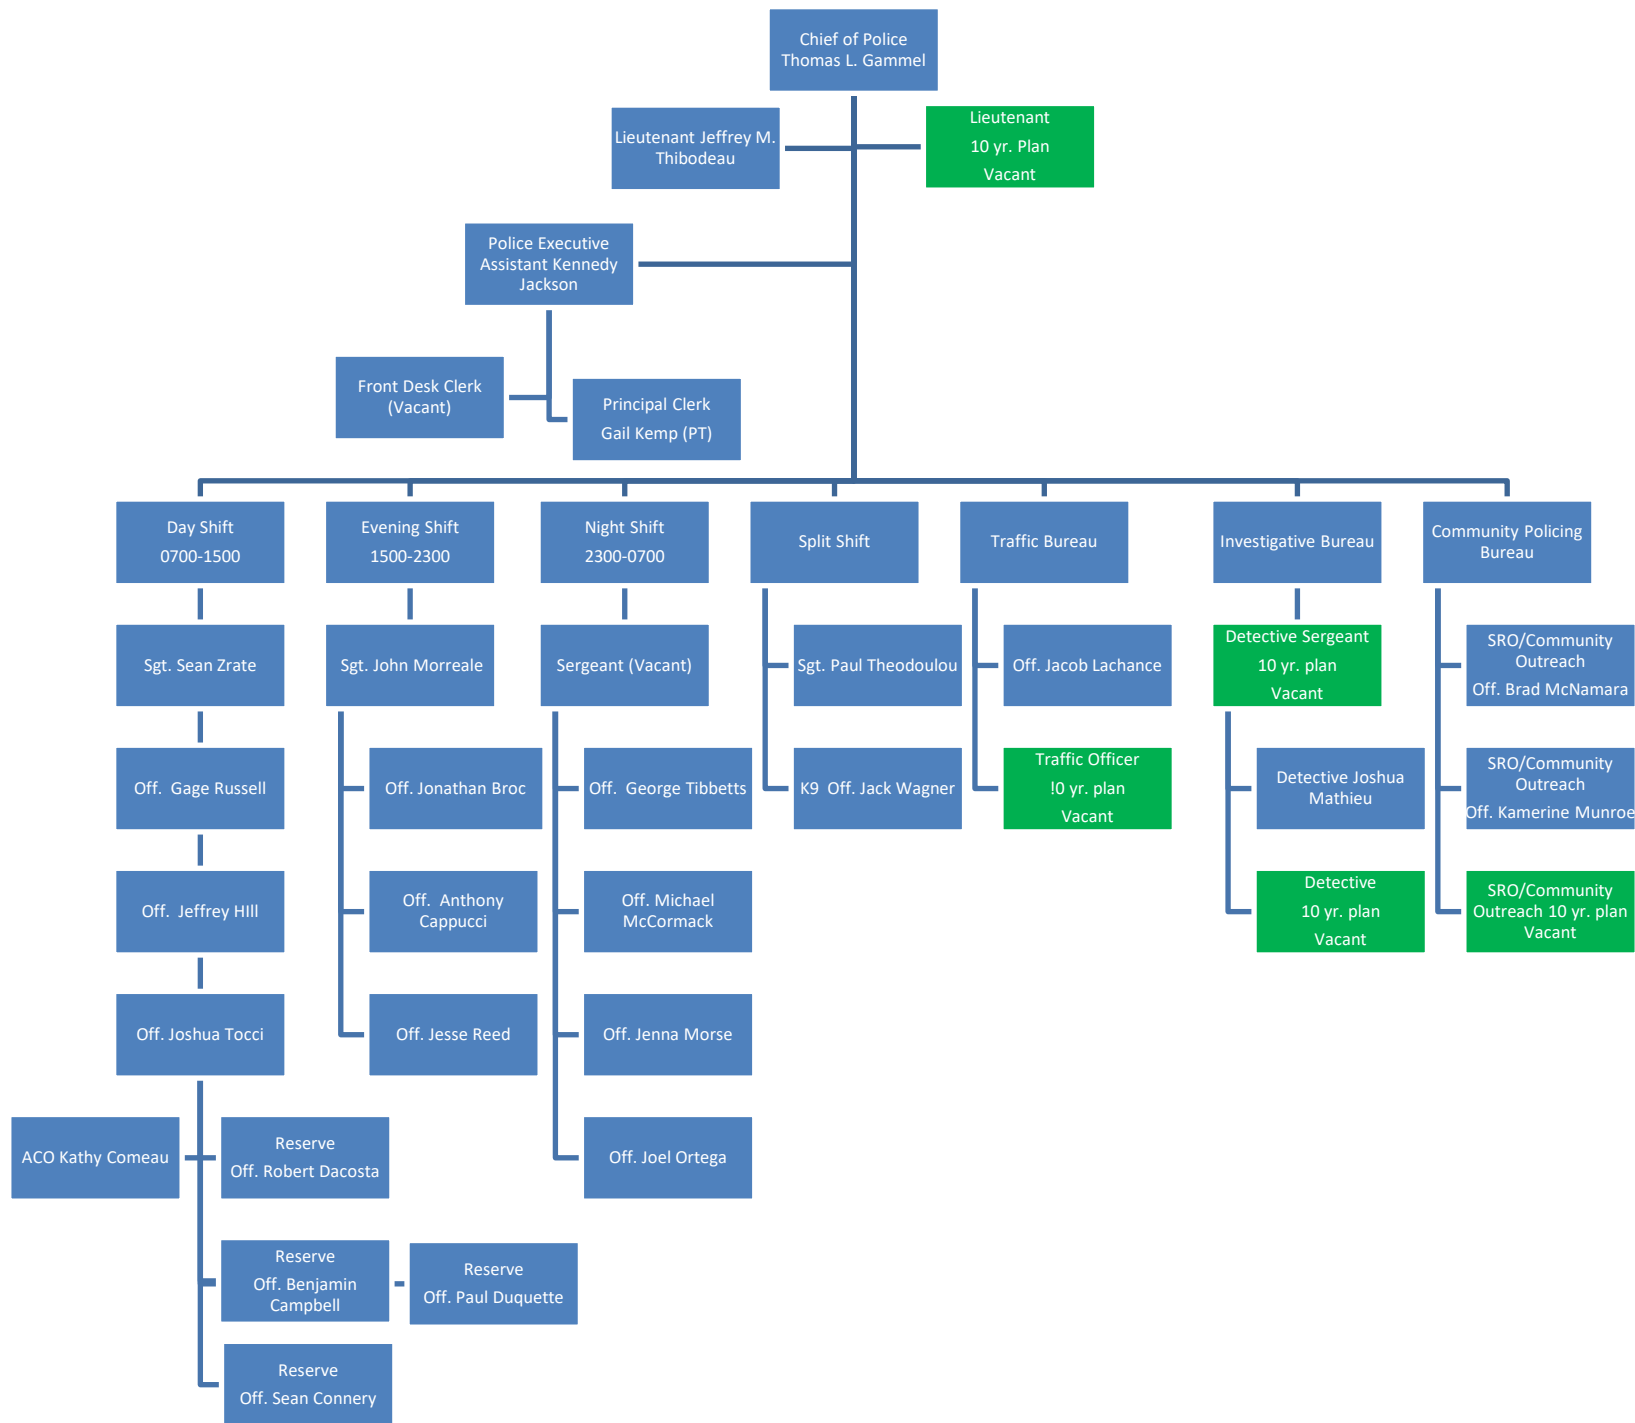 Chief of Police
Thomas L. Gammel
Lieutenant Jeffrey M.
Thibodeau
Lieutenant
10 yr. Plan
Vacant
Police Executive
Assistant Kennedy
Jackson
Front Desk Clerk
(Vacant)
Principal Clerk
Gail Kemp (PT)
Day Shift
0700-1500
Evening Shift
1500-2300
Night Shift
2300-0700
Split Shift
Traffic Bureau
Investigative Bureau
Community Policing
Bureau
Sgt. Sean Zrate
Sgt. John Morreale
Sergeant (Vacant)
Sgt. Paul Theodoulou
Off. Jacob Lachance
Detective Sergeant
10 yr. plan
Vacant
SRO/Community
Outreach
Off. Brad McNamara
Off. Gage Russell
Off. Jonathan Broc
Off. George Tibbetts
K9 Off. Jack Wagner
Traffic Officer
!0 yr. plan
Vacant
Detective Joshua
Mathieu
SRO/Community
Outreach
Off. Kamerine Munroe
Off. Jeffrey HIll
Off. Anthony
Cappucci
Off. Michael
McCormack
Detective
10 yr. plan
Vacant
SRO/Community
Outreach 10 yr. plan
Vacant
Off. Joshua Tocci
Off. Jesse Reed
Off. Jenna Morse
ACO Kathy Comeau
Reserve
Off. Robert Dacosta
Off. Joel Ortega
Reserve
Off. Benjamin
Campbell
Reserve
Off. Paul Duquette
Reserve
Off. Sean Connery